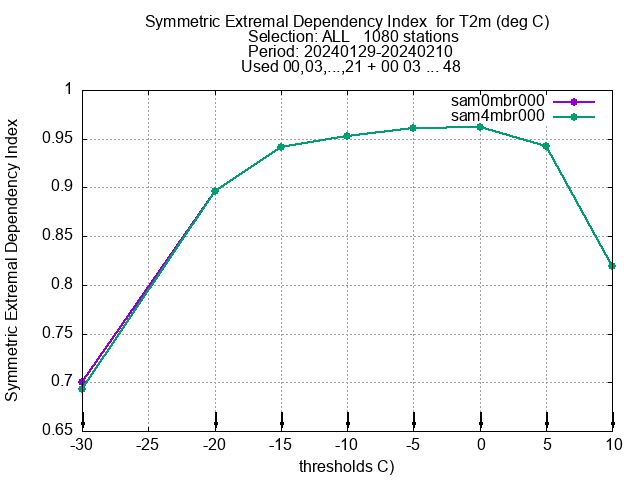 Symmetric Extremal Dependency Index  for T2m (deg C)
Selection: ALL   1080 stations
Period: 20240129-20240210
Used 00,03,...,21 + 00 03 ... 48
sam0mbr000
sam4mbr000
Symmetric Extremal Dependency Index
1
0.95
0.9
0.85
0.8
0.75
0.7
0.65
-30 -25 -20 -15 -10 -5 0 5 10
thresholds C)